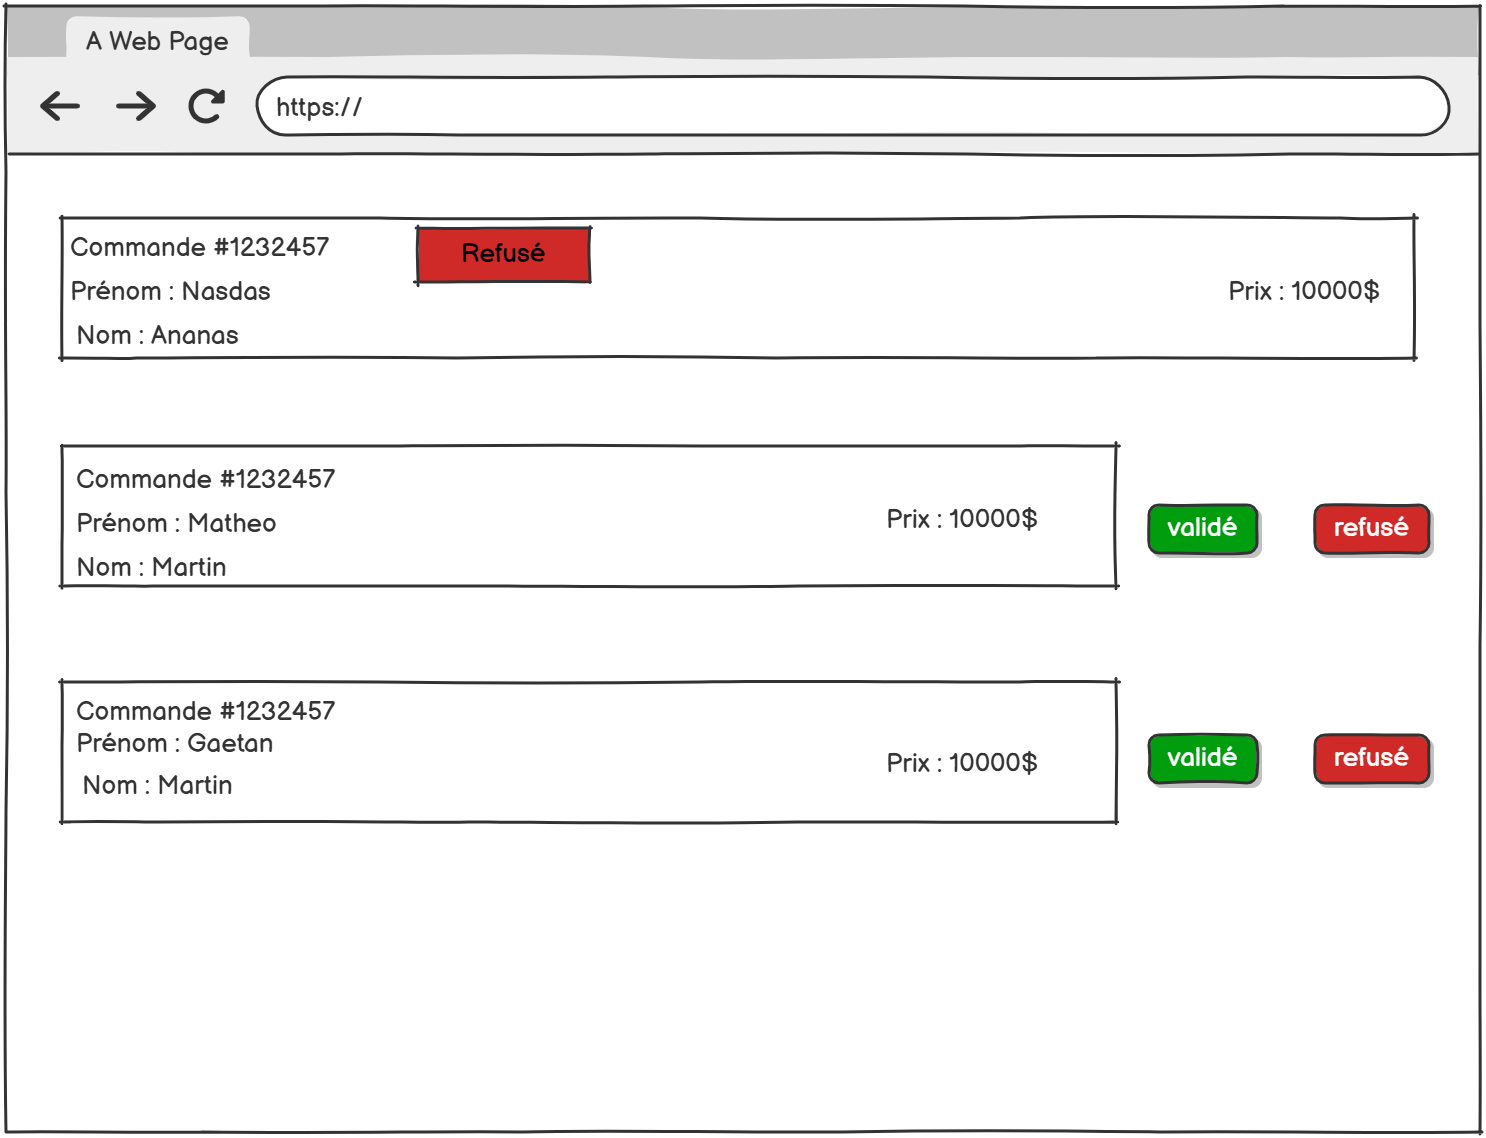 A Web Page
https://
Commande #1232457
Refusé
Prénom : Nasdas
Prix : 10000$
Nom : Ananas
Commande #1232457
Prénom : Matheo
Prix : 10000$
validé
refusé
Nom : Martin
Commande #1232457
Prénom : Gaetan
Prix : 10000$
validé
refusé
Nom : Martin